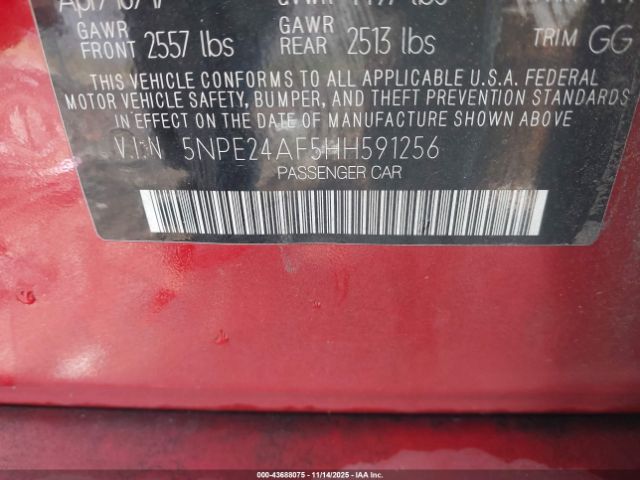 GAWR
FRONT 2557 lbs
GAWR
REAR 2513 lbs
TRIM GG
THIS VEHICLE CONFORMS TO ALL APPLICABLE U.S.A. FEDERAL
MOTOR VEHICLE SAFETY, BUMPER, AND THEFT PREVENTION STANDARDS
IN EFFECT ON THE DATE OF MANUFACTURE SHOWN ABOVE.
V.I.N 5NPE24AF5HH591256
PASSENGER CAR
000-43688075 - 11/14/2025 - IAA Inc.